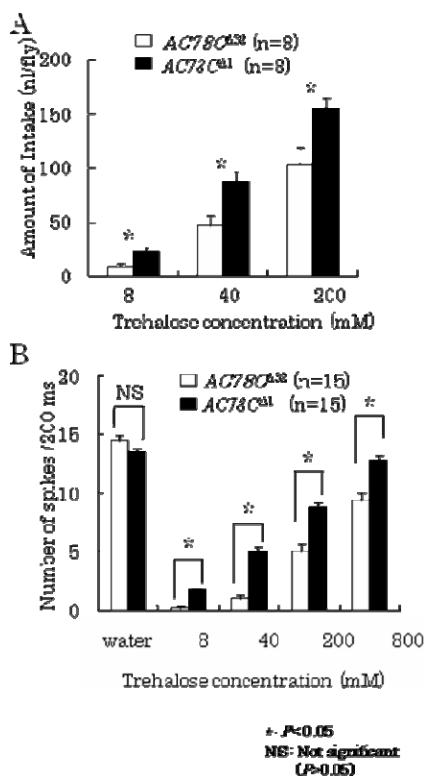 A
AC78C (n=8)
AC78C (n=8)
Amount of Intake (nl/fly)
200
150
100
50
0
* * *
8 40 200
Trehalose concentration (mM)
B
AC78C (n=15)
AC78C (n=15)
Number of spikes /200 ms
20
15
10
5
0
NS * * * *
water 8 40 200 800
Trehalose concentration (mM)
*: P<0.05
NS: Not significant
(P>0.05)